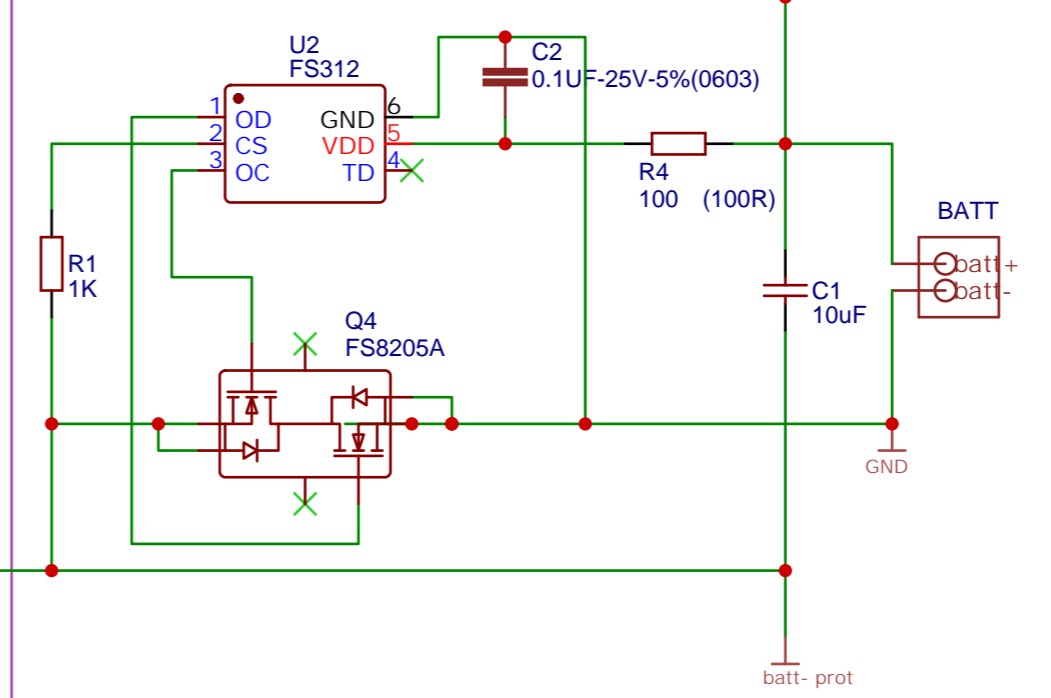 U2
FS312
1
OD
2
CS
3
OC
GND
6
VDD
5
TD
4
C2
0.1UF-25V-5%(0603)
R4
100 (100R)
BATT
batt+
batt-
R1
1K
C1
10uF
Q4
FS8205A
GND
batt- prot